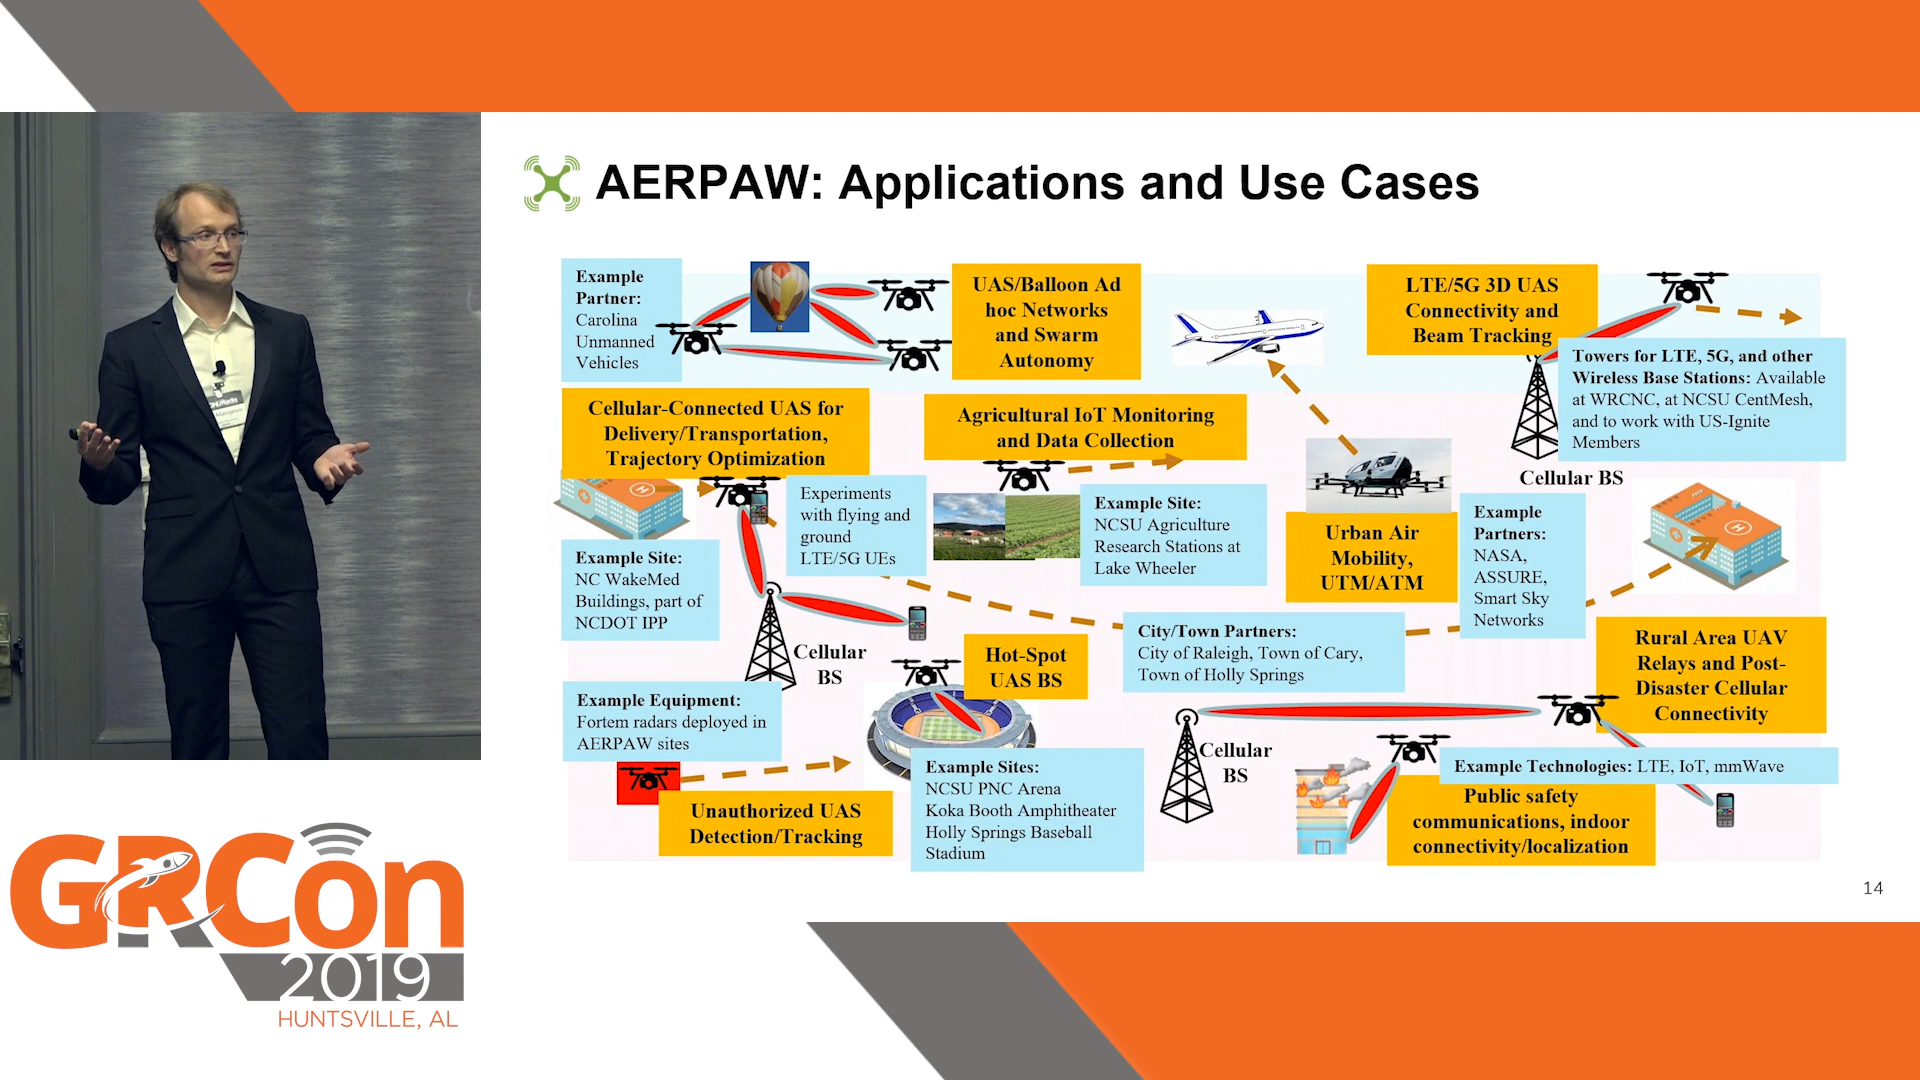 AERPAW: Applications and Use Cases
Example
Partner:
Carolina
Unmanned
Vehicles
UAS/Balloon Ad
hoc Networks
and Swarm
Autonomy
LTE/5G 3D UAS
Connectivity and
Beam Tracking
Towers for LTE, 5G, and other
Wireless Base Stations: Available
at WRCNC, at NCSU CentMesh,
and to work with US-Ignite
Members
Cellular BS
Cellular-Connected UAS for
Delivery/Transportation,
Trajectory Optimization
Agricultural IoT Monitoring
and Data Collection
Experiments
with flying and
ground
LTE/5G UEs
Example Site:
NCSU Agriculture
Research Stations at
Lake Wheeler
Urban Air
Mobility,
UTM/ATM
Example
Partners:
NASA,
ASSURE,
Smart Sky
Networks
H
H
Example Site:
NC WakeMed
Buildings, part of
NCDOT IPP
Cellular
BS
Hot-Spot
UAS BS
City/Town Partners:
City of Raleigh, Town of Cary,
Town of Holly Springs
Rural Area UAV
Relays and Post-
Disaster Cellular
Connectivity
Example Equipment:
Fortem radars deployed in
AERPAW sites
Unauthorized UAS
Detection/Tracking
Example Sites:
NCSU PNC Arena
Koka Booth Amphitheater
Holly Springs Baseball
Stadium
Cellular
BS
Example Technologies: LTE, IoT, mmWave
Public safety
communications, indoor
connectivity/localization
14
GNURadio
GRCon
2019
HUNTSVILLE, AL